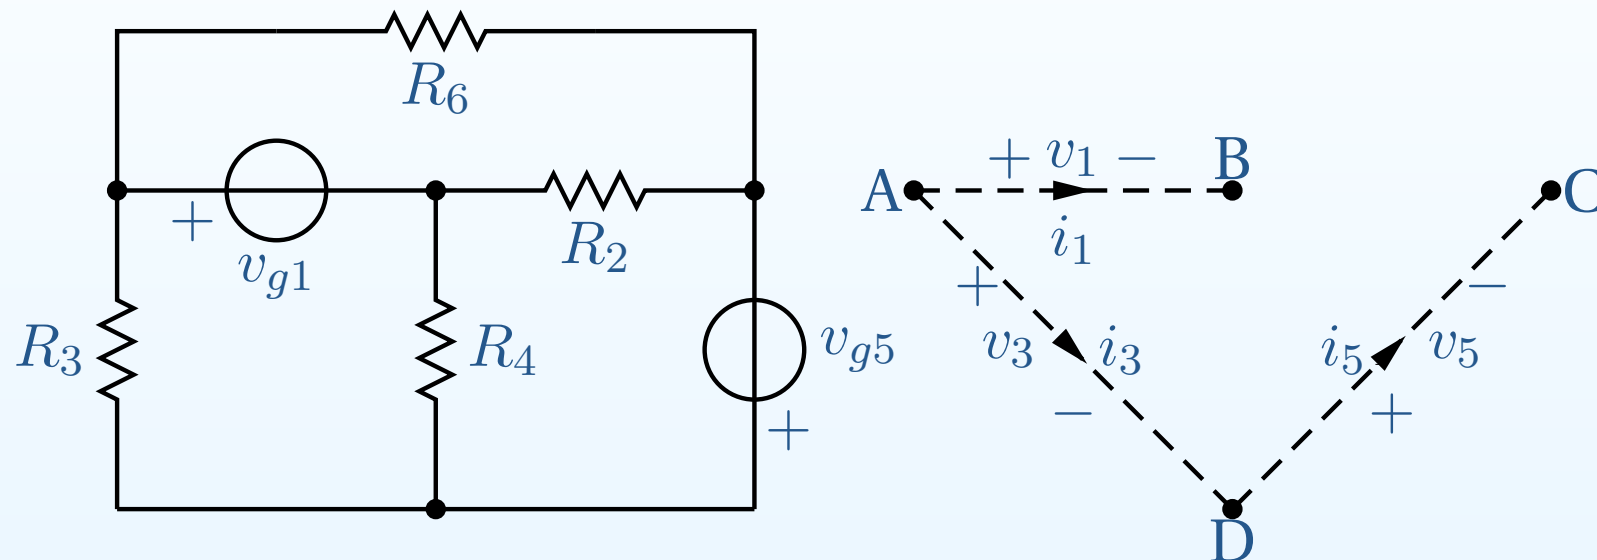 R6
+ v1 − B
A C
+ vg1 R2 i1
+ −
R3 R4 vg5 v3 i3 i5 v5
+ − +
D